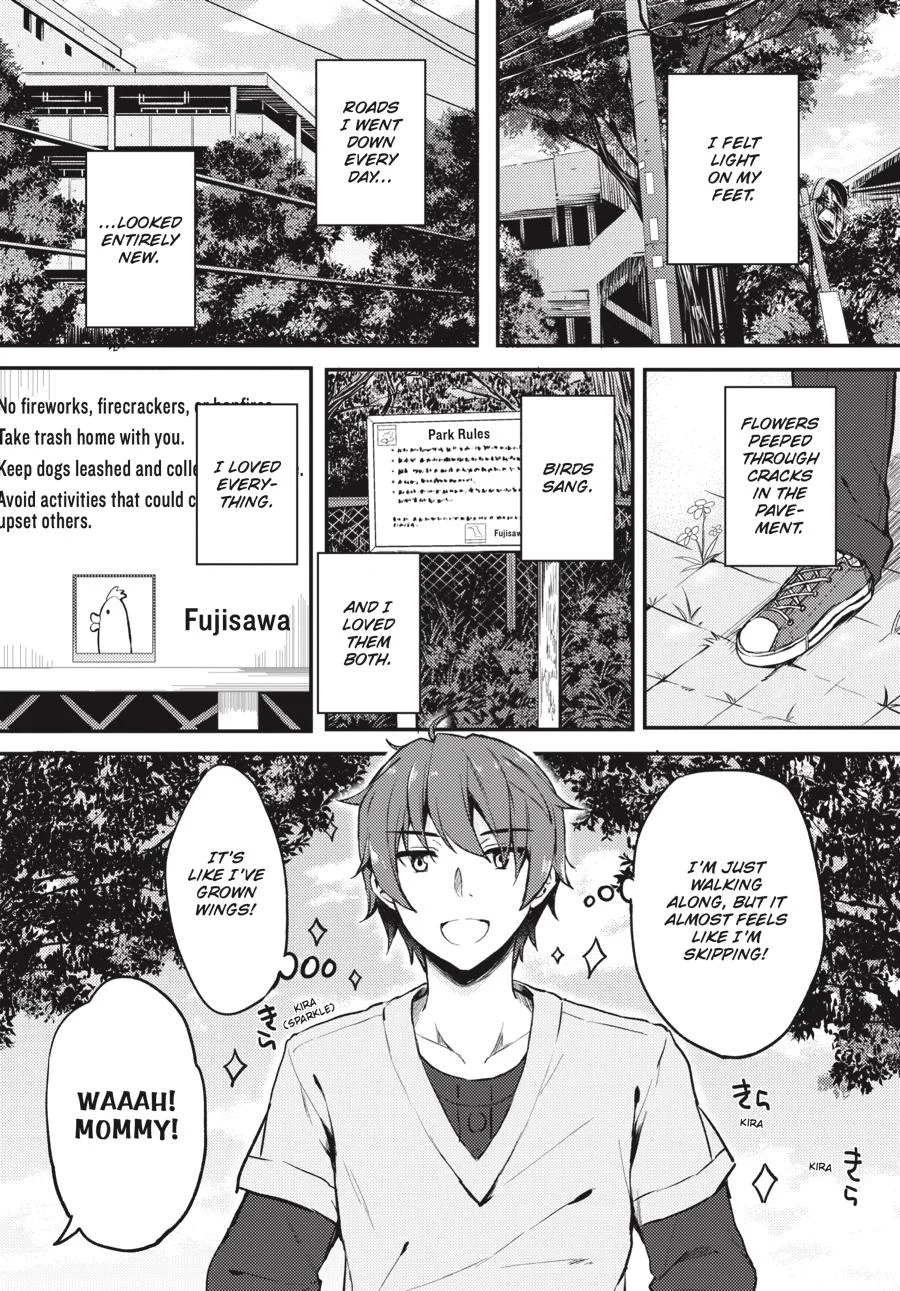 I FELT
LIGHT
ON MY
FEET.
ROADS
I WENT
DOWN
EVERY
DAY...
...LOOKED
ENTIRELY
NEW.
FLOWERS
PEEPED
THROUGH
CRACKS
IN THE
PAVE-
MENT.
BIRDS
SANG.
Park Rules
Fujisawa
AND I
LOVED
THEM
BOTH.
I LOVED
EVERY-
THING.
No fireworks, firecrackers,
Take trash home with you.
Keep dogs leashed and
Avoid activities that could
upset others.
Fujisawa
I'M JUST
WALKING
ALONG, BUT IT
ALMOST FEELS
LIKE I'M
SKIPPING!
IT'S
LIKE I'VE
GROWN
WINGS!
きら
KIRA
(SPARKLE)
きら
KIRA
きら
KIRA
WAAAH!
MOMMY!